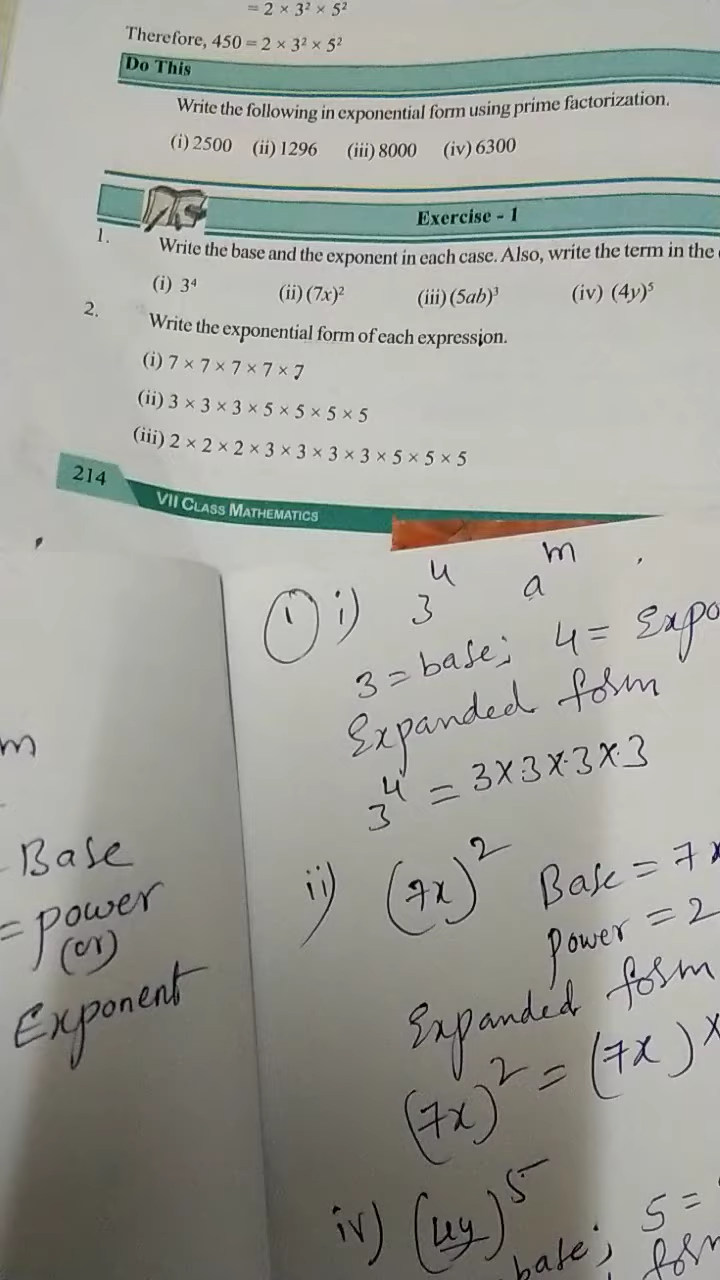 = 2 × 3² × 5²
Therefore, 450 = 2 × 3² × 5²
Do This
Write the following in exponential form using prime factorization.
(i) 2500 (ii) 1296 (iii) 8000 (iv) 6300
Exercise - 1
1. Write the base and the exponent in each case. Also, write the term in the
(i) 3⁴ (ii) (7x)² (iii) (5ab)³ (iv) (4y)⁵
2. Write the exponential form of each expression.
(i) 7 × 7 × 7 × 7 × 7
(ii) 3 × 3 × 3 × 5 × 5 × 5 × 5
(iii) 2 × 2 × 2 × 3 × 3 × 3 × 3 × 5 × 5 × 5
214 VII CLASS MATHEMATICS
m
Base
= power
(or)
Exponent
① i) 3⁴ aᵐ
3 = base; 4 = Expo
Expanded form
3⁴ = 3×3×3×3
ii) (7x)² Base = 7x
power = 2
Expanded form
(7x)² = (7x) ×
iv) (4y)⁵
base; 5 =
form